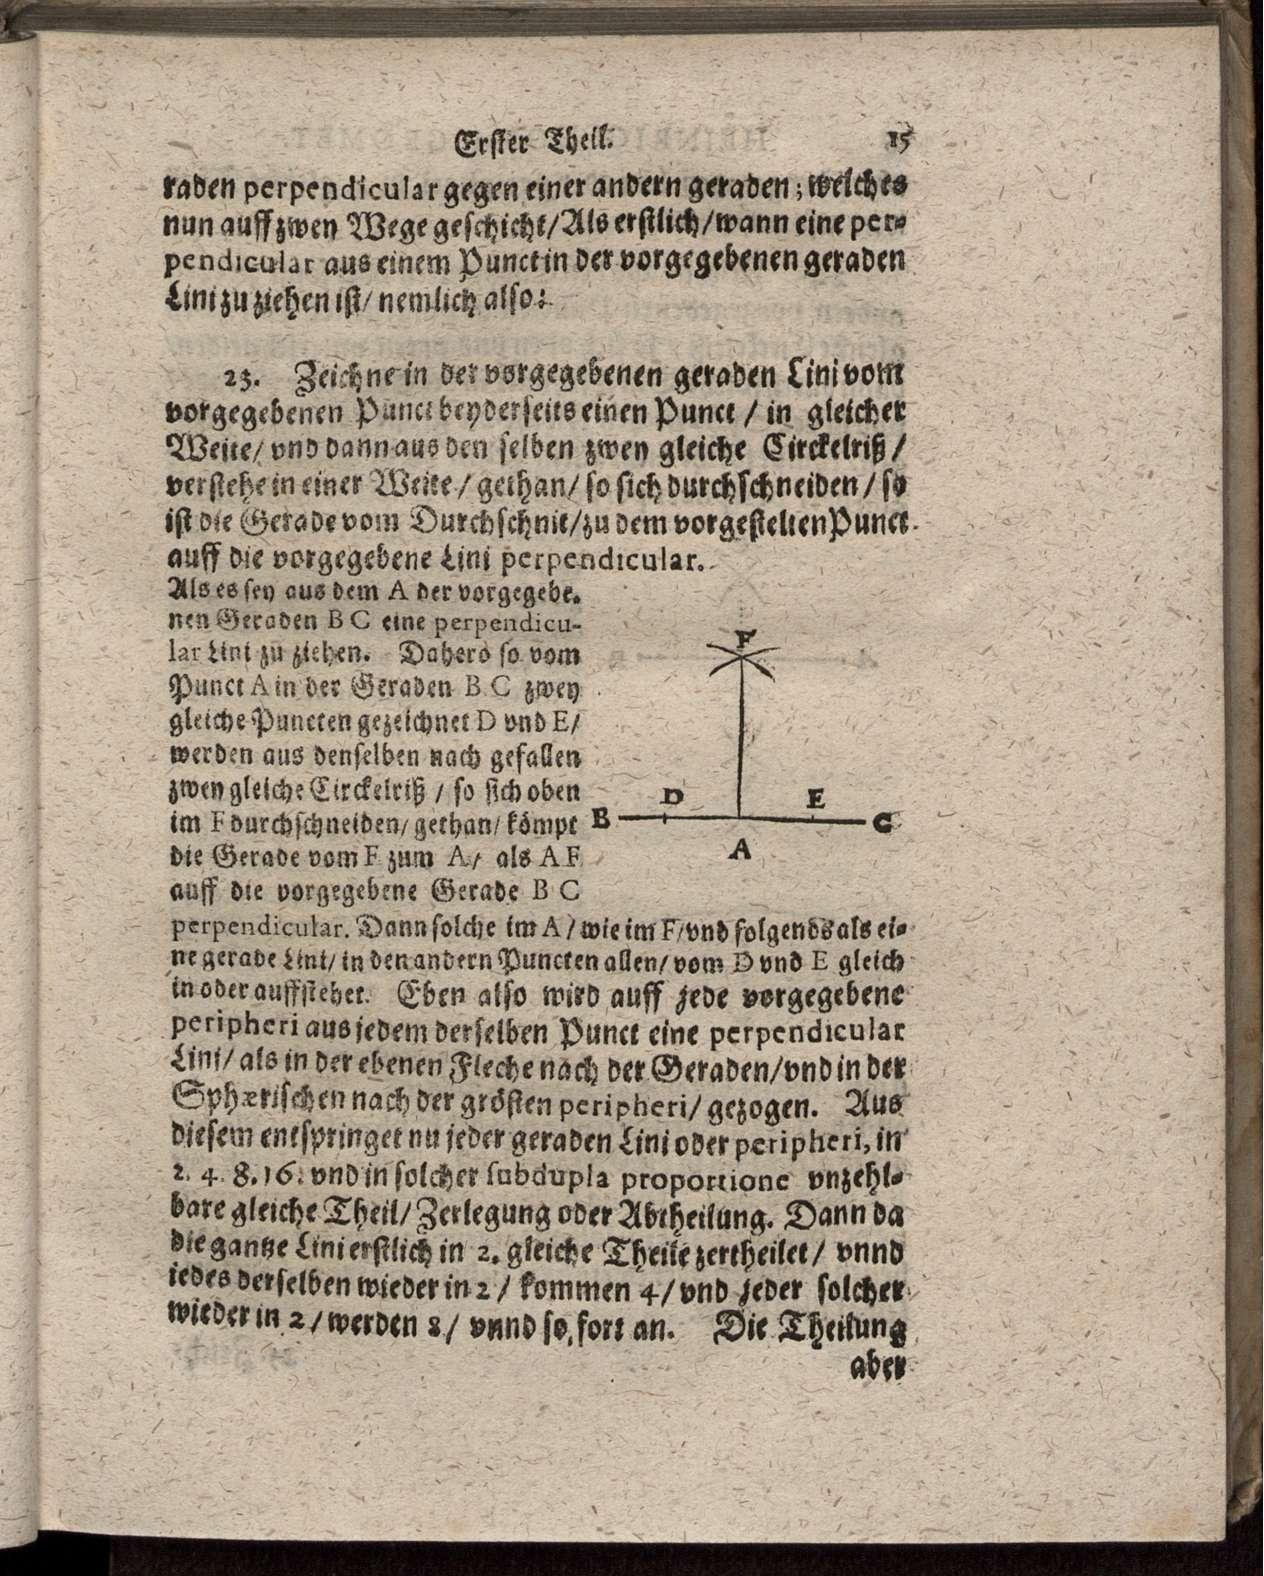 Erster Theil. 15
raden perpendicular gegen einer andern geraden; welches
nun auff zwen Wege geschicht/ Als erstlich/ wann eine per-
pendicular aus einem Punct in der vorgegebenen geraden
Lini zu ziehen ist/ nemlich also:
23. Zeichne in der vorgegebenen geraden Lini vom
vorgegebenen Punct beyderseits einen Punct / in gleicher
Weite/ vnd dann aus den selben zwen gleiche Circkelriß /
verstehe in einer Weite / gethan/ so sich durchschneiden / so
ist die Gerade vom Durchschnit/ zu dem vorgestelten Punct
auff die vorgegebene Lini perpendicular.
Als es sey aus dem A der vorgegebe-
nen Geraden B C eine perpendicu-
lar Lini zu ziehen. Dahero so vom
Punct A in der Geraden B C zwey
gleiche Puncten gezeichnet D vnd E/
werden aus denselben nach gefallen
zwen gleiche Circkelriß / so sich oben
im F durchschneiden/ gethan/ kömpt
die Gerade vom F zum A/ als A F
auff die vorgegebene Gerade B C
F
D E
B C
A
perpendicular. Dann solche im A / wie im F/ vnd folgends als ei-
ne gerade Lini/ in den andern Puncten allen/ vom D vnd E gleich
in oder auffstehet. Eben also wird auff jede vorgegebene
peripheri aus jedem derselben Punct eine perpendicular
Lini/ als in der ebenen Fleche nach der Geraden/ vnd in der
Sphærischen nach der grösten peripheri/ gezogen. Aus
diesem entspringet nu jeder geraden Lini oder peripheri, in
2. 4. 8. 16. vnd in solcher subdupla proportione vnzehl-
bare gleiche Theil/ Zerlegung oder Abtheilung. Dann da
die gantze Lini erstlich in 2. gleiche Theile zertheilet / vnnd
jedes derselben wieder in 2 / kommen 4 / vnd jeder solcher
wieder in 2 / werden 8 / vnnd so fort an. Die Theilung
aber